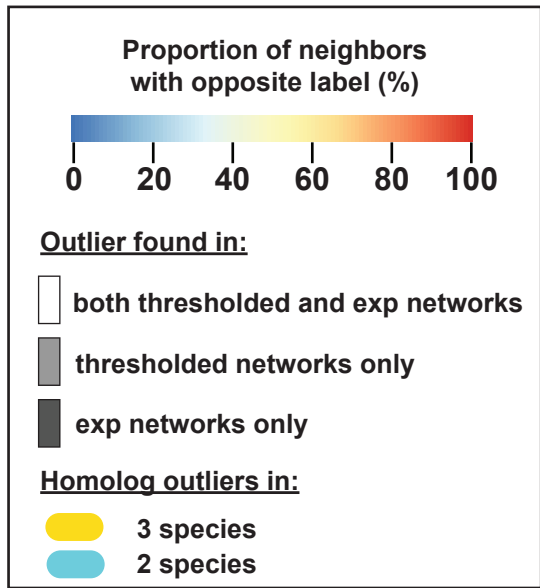 Proportion of neighbors
with opposite label (%)
0 20 40 60 80 100
Outlier found in:
both thresholded and exp networks
thresholded networks only
exp networks only
Homolog outliers in:
3 species
2 species